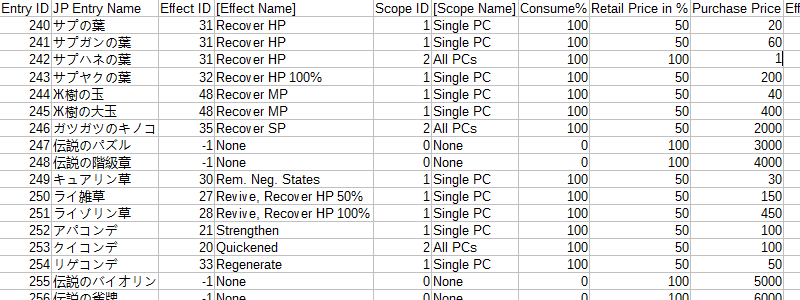 Entry ID JP Entry Name Effect ID [Effect Name] Scope ID [Scope Name] Consume% Retail Price in % Purchase Price Eff
240 サプの葉 31 Recover HP 1 Single PC 100 50 20
241 サプガンの葉 31 Recover HP 1 Single PC 100 50 60
242 サプハネの葉 31 Recover HP 2 All PCs 100 100 1
243 サプヤクの葉 32 Recover HP 100% 1 Single PC 100 50 200
244 Ж樹の玉 48 Recover MP 1 Single PC 100 50 40
245 Ж樹の大玉 48 Recover MP 1 Single PC 100 50 400
246 ガツガツのキノコ 35 Recover SP 2 All PCs 100 50 2000
247 伝説のパズル -1 None 0 None 0 100 3000
248 伝説の階級章 -1 None 0 None 0 100 4000
249 キュアリン草 30 Rem. Neg. States 1 Single PC 100 50 30
250 ライ雑草 27 Revive, Recover HP 50% 1 Single PC 100 50 150
251 ライゾリン草 28 Revive, Recover HP 100% 1 Single PC 100 50 450
252 アパコンデ 21 Strengthen 1 Single PC 100 50 100
253 クイコンデ 20 Quickened 2 All PCs 100 50 100
254 リゲコンデ 33 Regenerate 1 Single PC 100 50 50
255 伝説のバイオリン -1 None 0 None 0 100 5000
256 伝説の雀牌 -1 None 0 None 0 100 6000